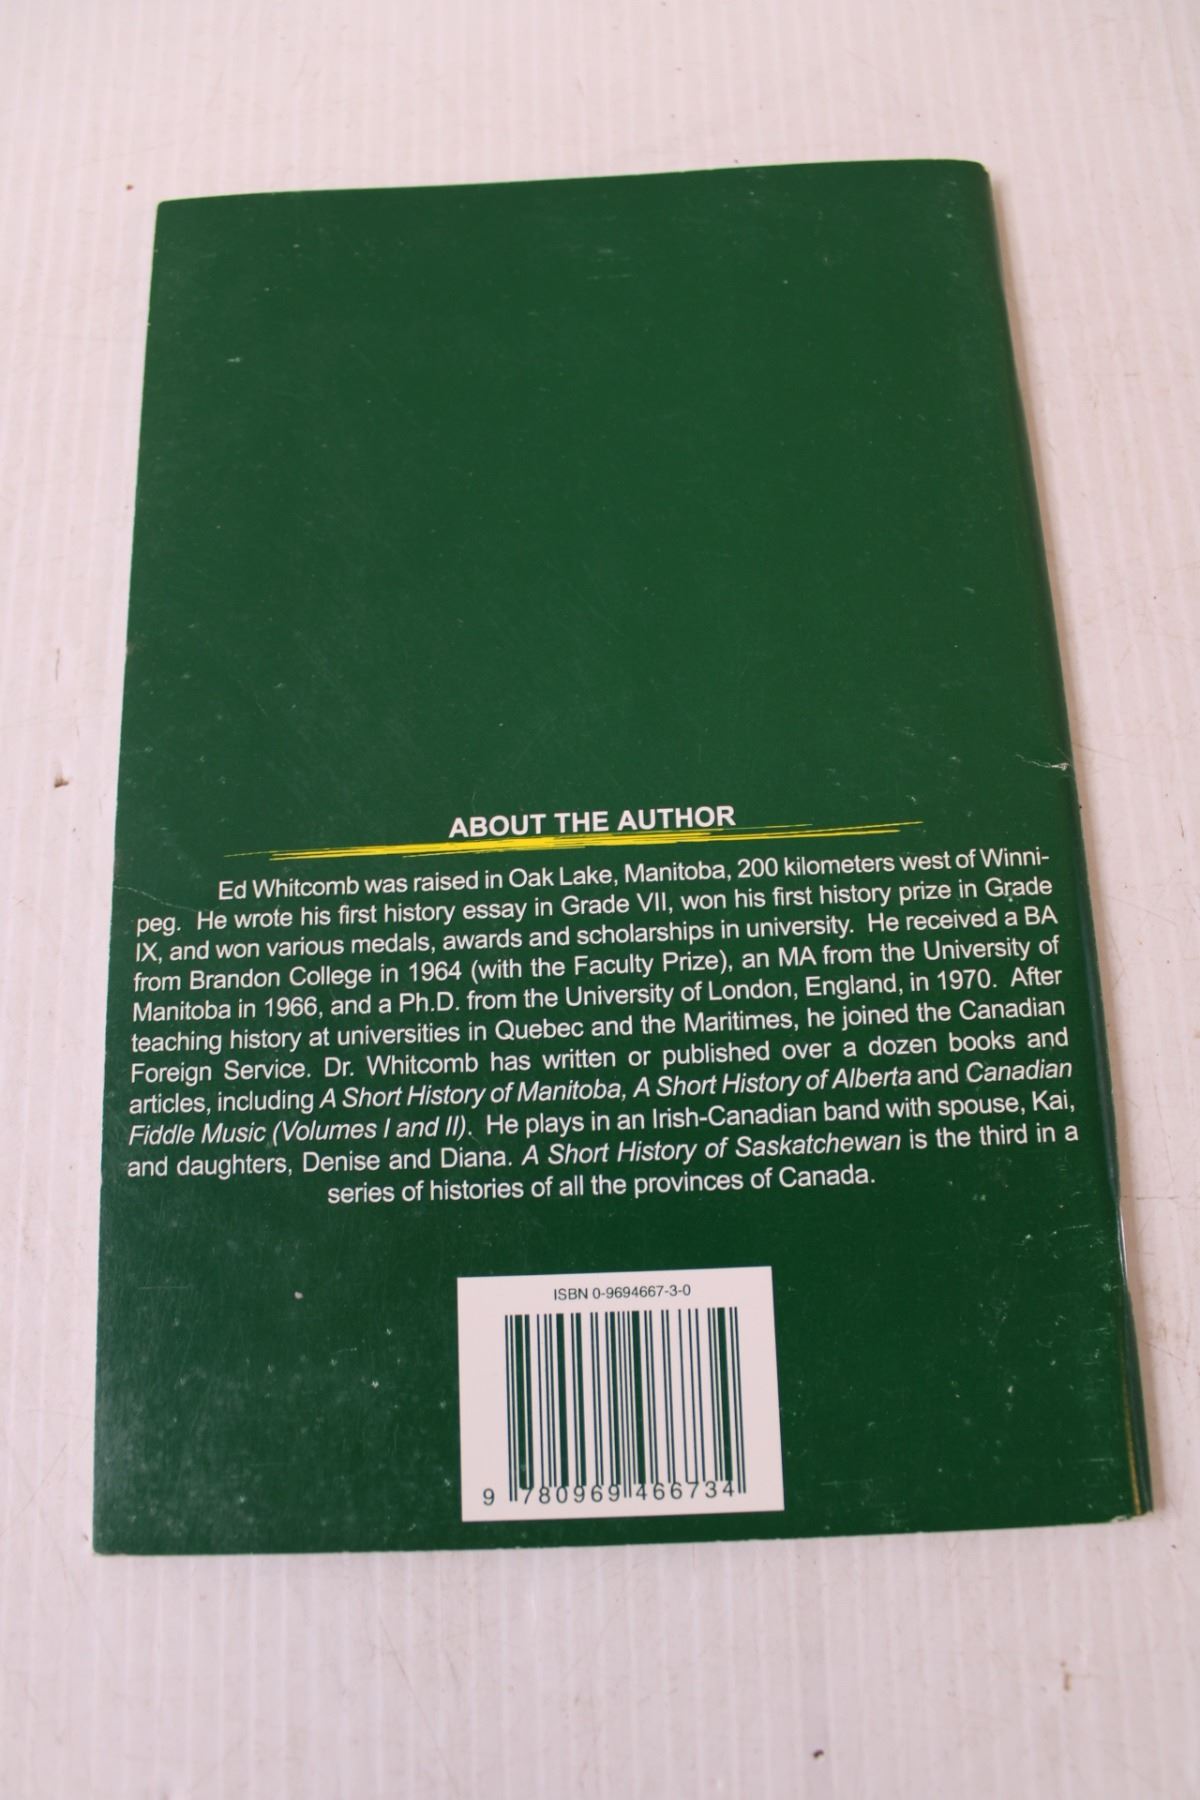 ABOUT THE AUTHOR
Ed Whitcomb was raised in Oak Lake, Manitoba, 200 kilometers west of Winni-
peg. He wrote his first history essay in Grade VII, won his first history prize in Grade
IX, and won various medals, awards and scholarships in university. He received a BA
from Brandon College in 1964 (with the Faculty Prize), an MA from the University of
Manitoba in 1966, and a Ph.D. from the University of London, England, in 1970. After
teaching history at universities in Quebec and the Maritimes, he joined the Canadian
Foreign Service. Dr. Whitcomb has written or published over a dozen books and
articles, including A Short History of Manitoba, A Short History of Alberta and Canadian
Fiddle Music (Volumes I and II). He plays in an Irish-Canadian band with spouse, Kai,
and daughters, Denise and Diana. A Short History of Saskatchewan is the third in a
series of histories of all the provinces of Canada.
ISBN 0-9694667-3-0
9 780969 466734